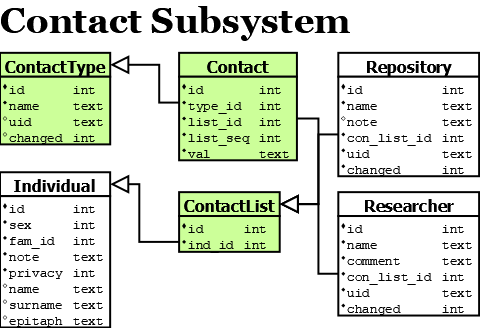 Contact Subsystem
ContactType
id int
name text
uid text
changed int
Contact
id int
type_id int
list_id int
list_seq int
val text
Repository
id int
name text
note text
con_list_id int
uid text
changed int
Individual
id int
sex int
fam_id int
note text
privacy int
name text
surname text
epitaph text
ContactList
id int
ind_id int
Researcher
id int
name text
comment text
con_list_id int
uid text
changed int